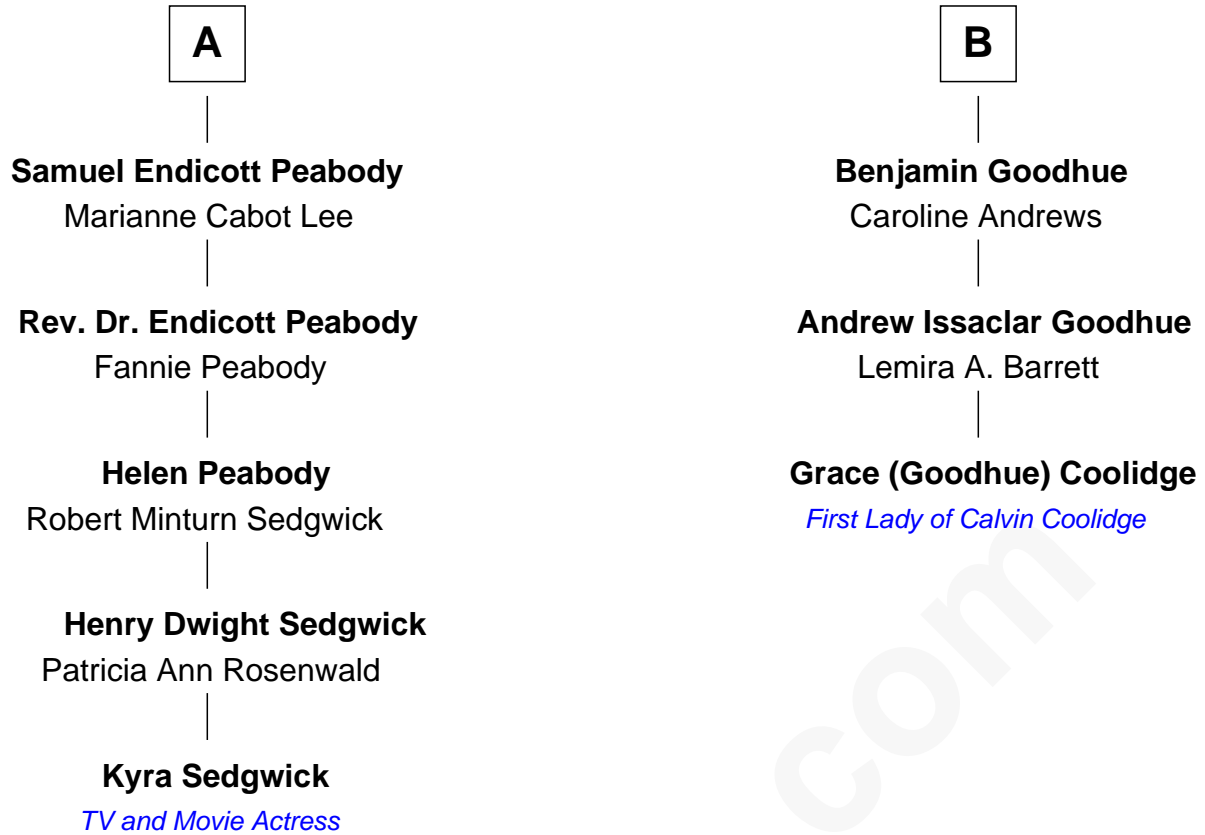 A
Samuel Endicott Peabody
Marianne Cabot Lee
Rev. Dr. Endicott Peabody
Fannie Peabody
Helen Peabody
Robert Minturn Sedgwick
Henry Dwight Sedgwick
Patricia Ann Rosenwald
Kyra Sedgwick
TV and Movie Actress
B
Benjamin Goodhue
Caroline Andrews
Andrew Issaclar Goodhue
Lemira A. Barrett
Grace (Goodhue) Coolidge
First Lady of Calvin Coolidge
com